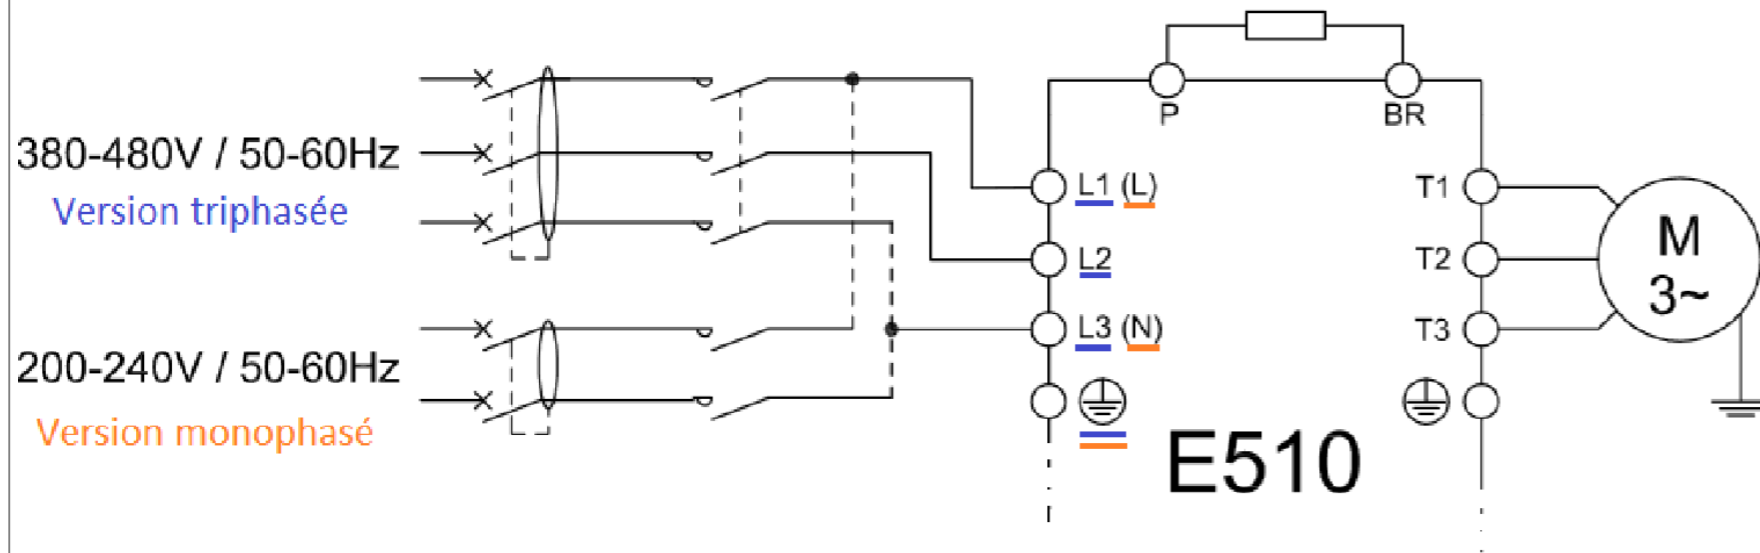 P
BR
380-480V / 50-60Hz
Version triphasée
L1 (L)
L2
L3 (N)
T1
T2
T3
M
3~
200-240V / 50-60Hz
Version monophasé
E510